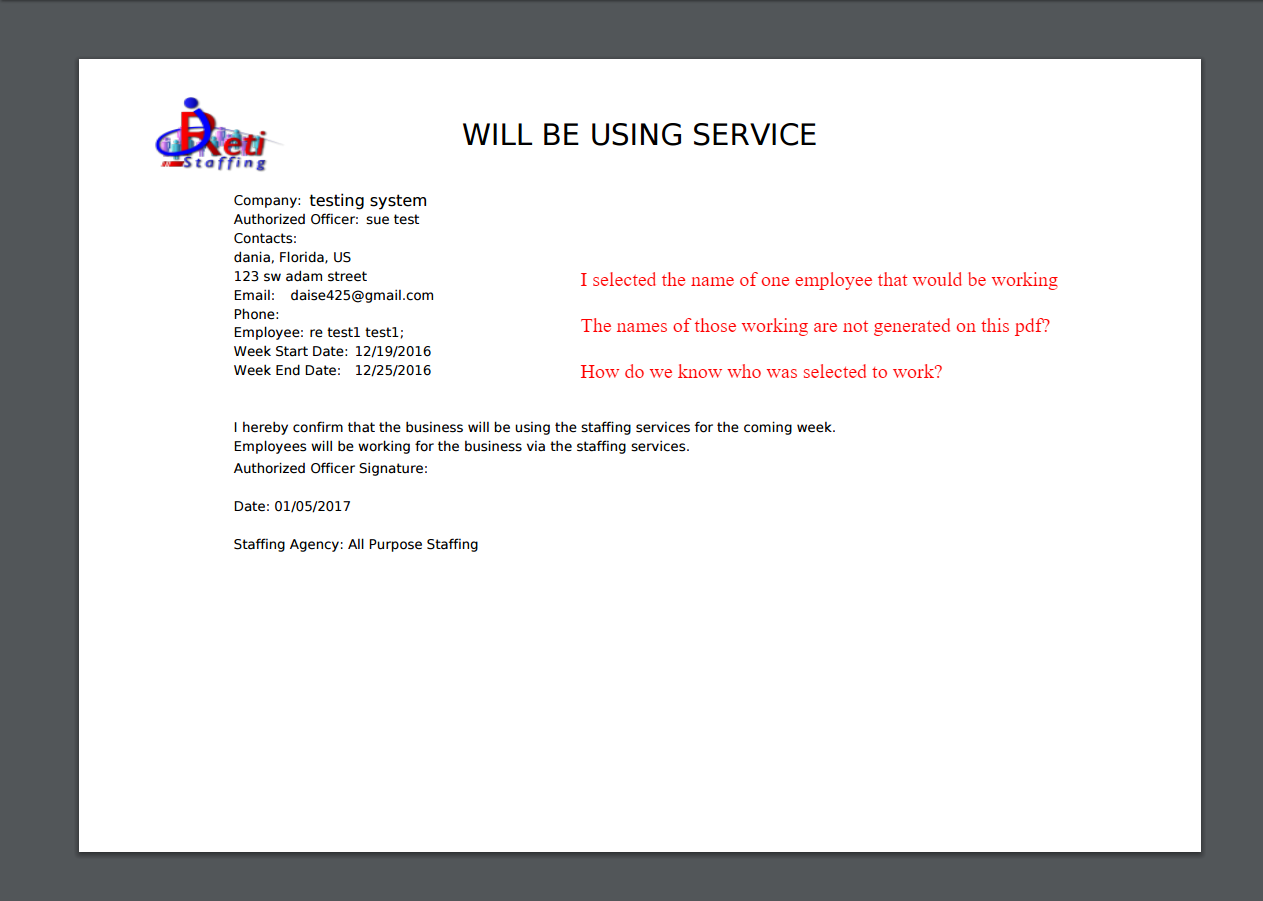 Reti
Staffing
WILL BE USING SERVICE
Company: testing system
Authorized Officer: sue test
Contacts:
dania, Florida, US
123 sw adam street
Email: daise425@gmail.com
Phone:
Employee: re test1 test1;
Week Start Date: 12/19/2016
Week End Date: 12/25/2016
I selected the name of one employee that would be working
The names of those working are not generated on this pdf?
How do we know who was selected to work?
I hereby confirm that the business will be using the staffing services for the coming week.
Employees will be working for the business via the staffing services.
Authorized Officer Signature:
Date: 01/05/2017
Staffing Agency: All Purpose Staffing